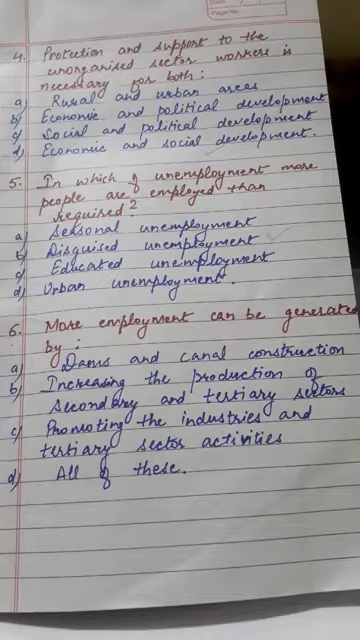 Date
Page No.
4. Protection and support to the
unorganised sector workers is
necessary for both:
a) Rural and urban areas
b) Economic and political development
c) Social and political development
d) Economic and social development.
5. In which of unemployment more
people are employed than
required?
a) Seasonal unemployment
b) Disguised unemployment
c) Educated unemployment
d) Urban unemployment.
6. More employment can be generated
by:
a) Dams and canal construction
b) Increasing the production of
secondary and tertiary sectors
c) Promoting the industries and
tertiary sector activities
d) All of these.